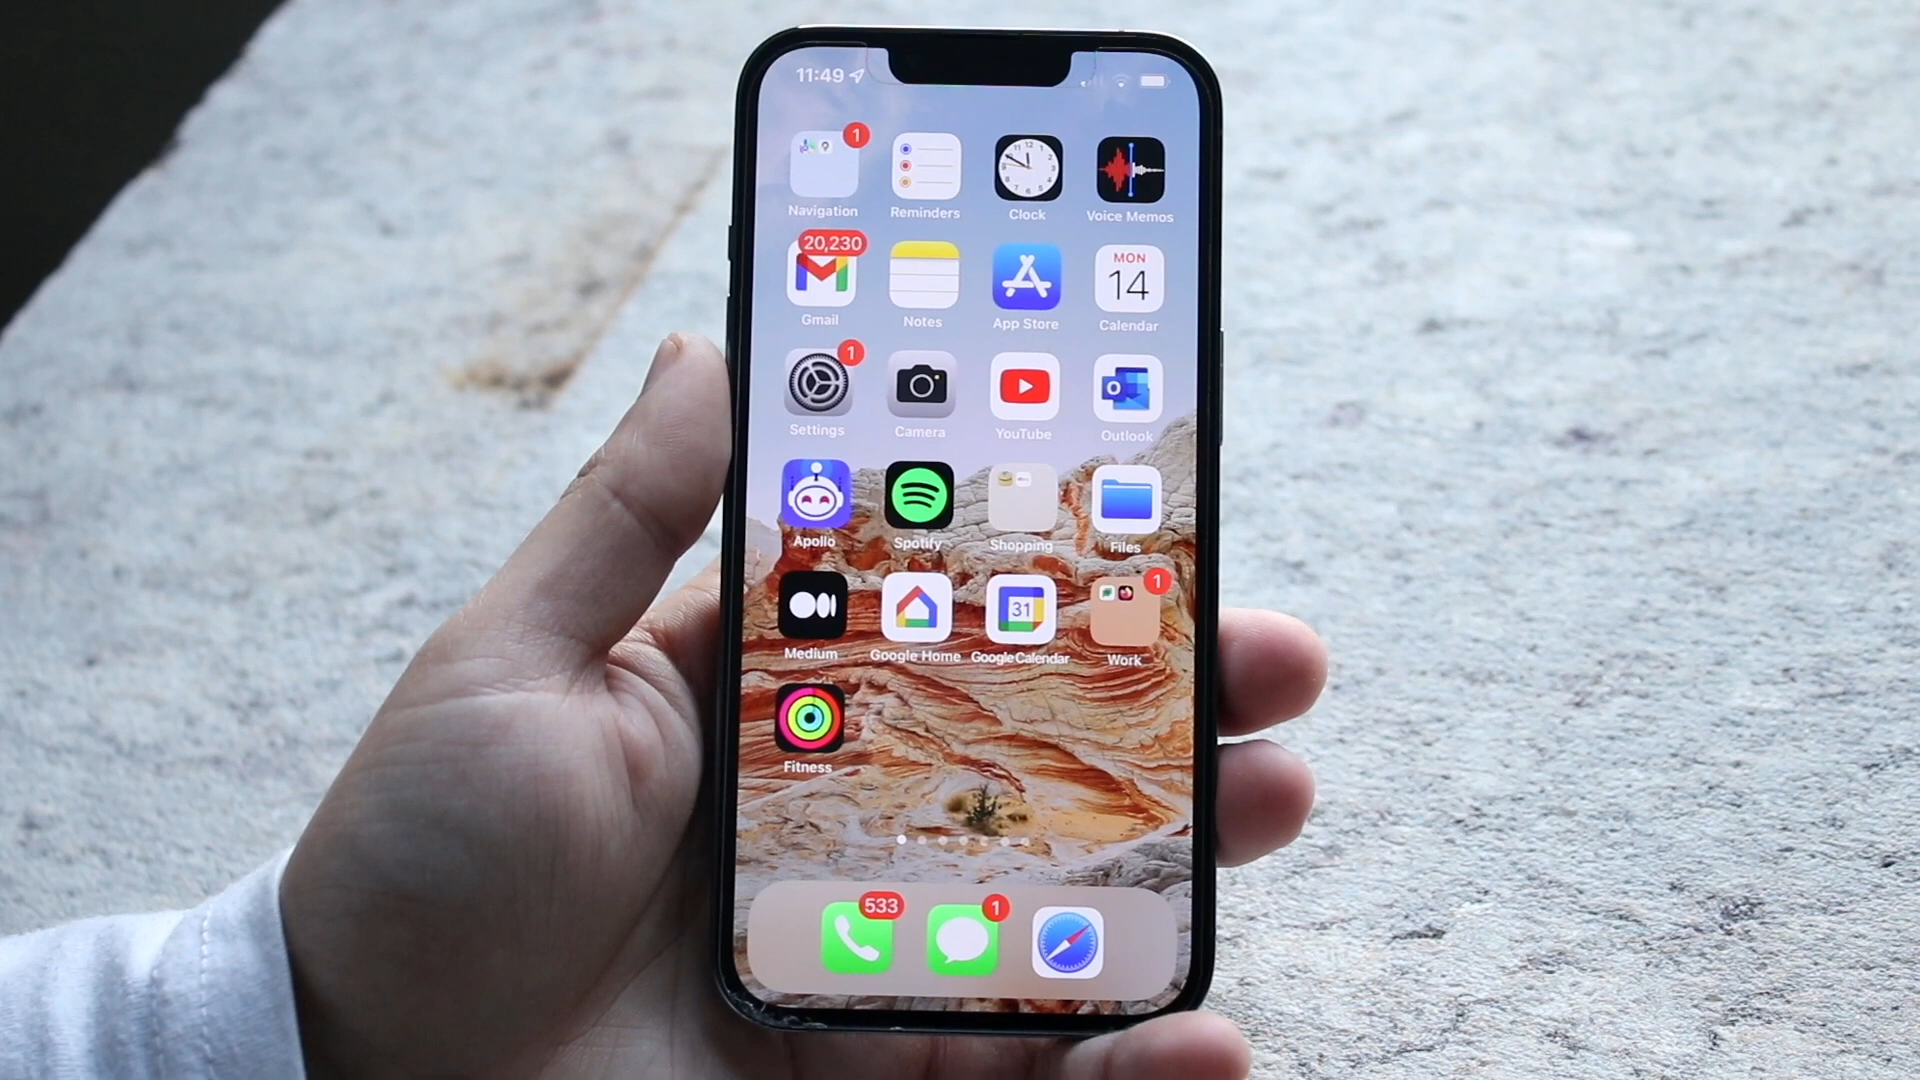 11:49
1
Navigation
Reminders
Clock
Voice Memos
20,230
Gmail
Notes
App Store
MON
14
Calendar
1
Settings
Camera
YouTube
Outlook
Apollo
Spotify
Shopping
Files
Medium
Google Home
31
Google Calendar
1
Work
Fitness
533
1